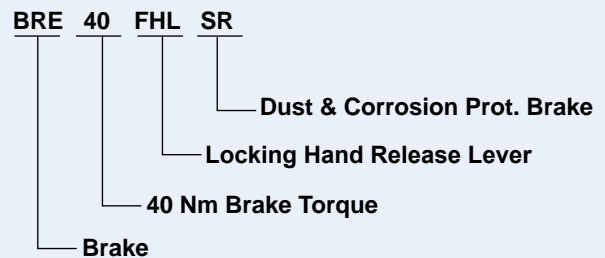 BRE 40 FHL SR
Dust & Corrosion Prot. Brake
Locking Hand Release Lever
40 Nm Brake Torque
Brake